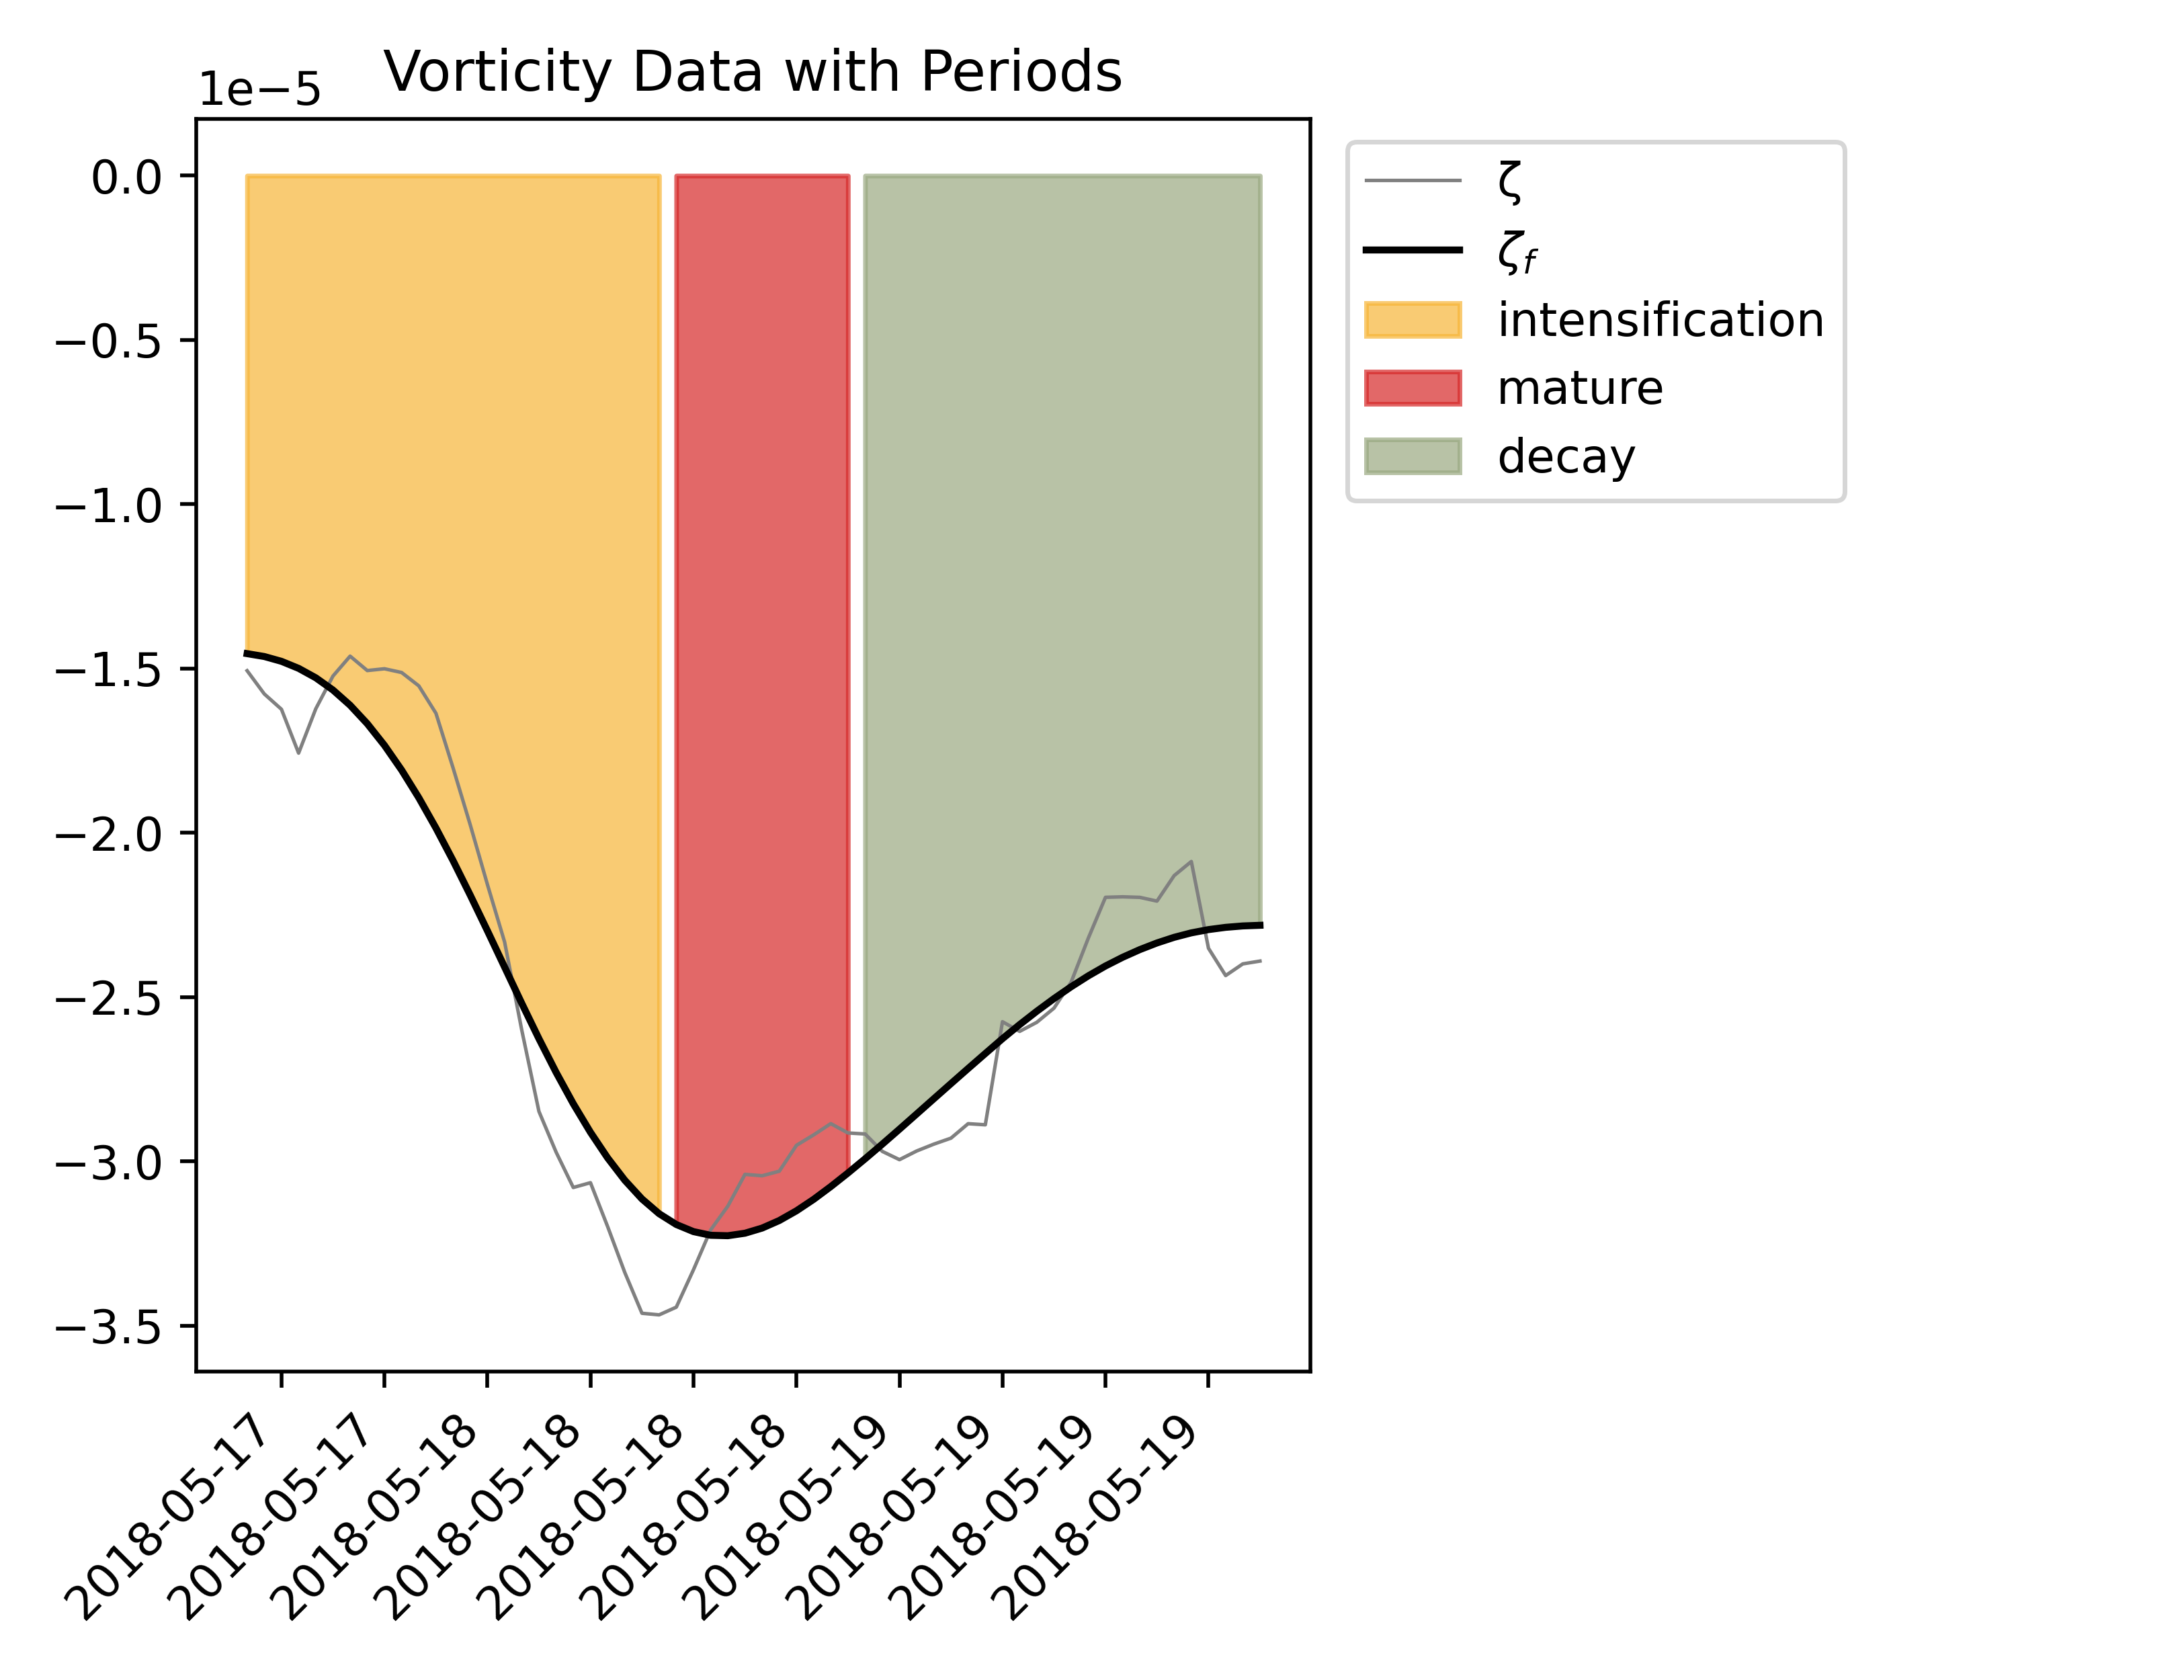 Vorticity Data with Periods
1e−5
0.0
−0.5
−1.0
−1.5
−2.0
−2.5
−3.0
−3.5
2018-05-17
2018-05-17
2018-05-18
2018-05-18
2018-05-18
2018-05-18
2018-05-19
2018-05-19
2018-05-19
2018-05-19
ζ
ζf
intensification
mature
decay